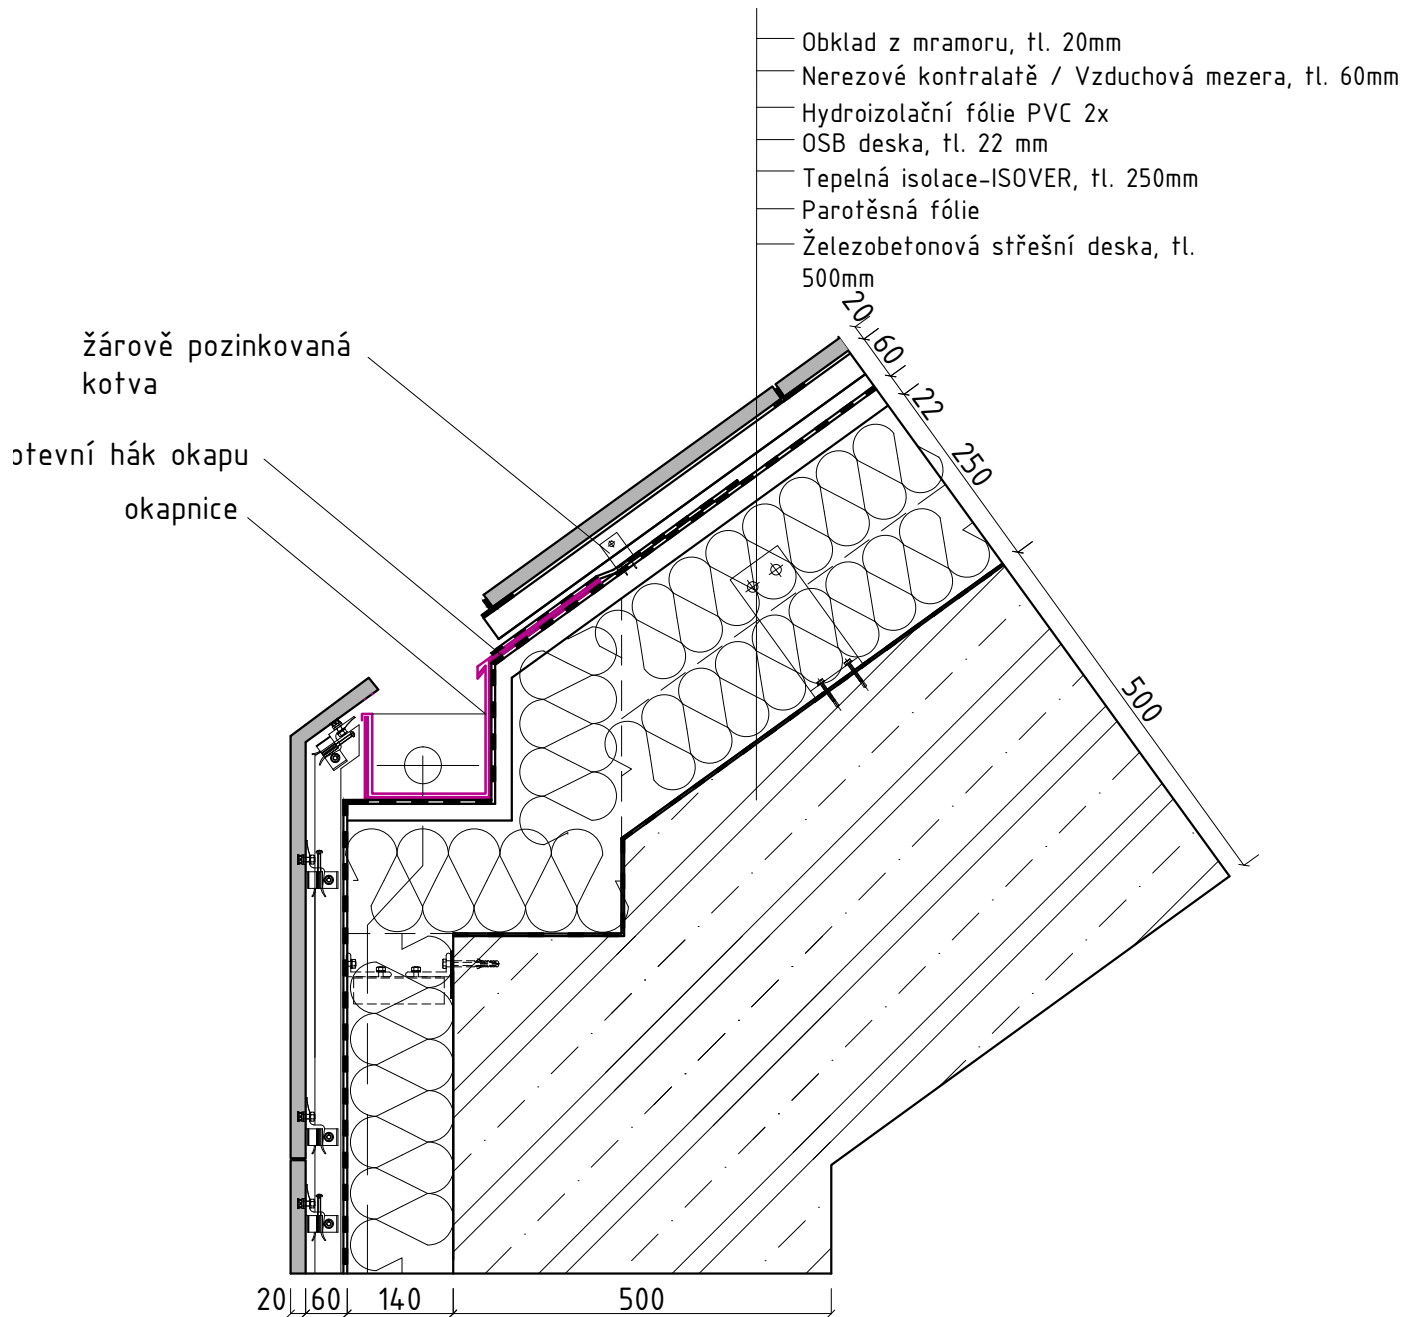 Obklad z mramoru, tl. 20mm
Nerezové kontralatě / Vzduchová mezera, tl. 60mm
Hydroizolační fólie PVC 2x
OSB deska, tl. 22 mm
Tepelná isolace-ISOVER, tl. 250mm
Parotěsná fólie
Železobetonová střešní deska, tl.
500mm
žárově pozinkovaná
kotva
otevní hák okapu
okapnice
20
60
22
250
500
20 60 140 500